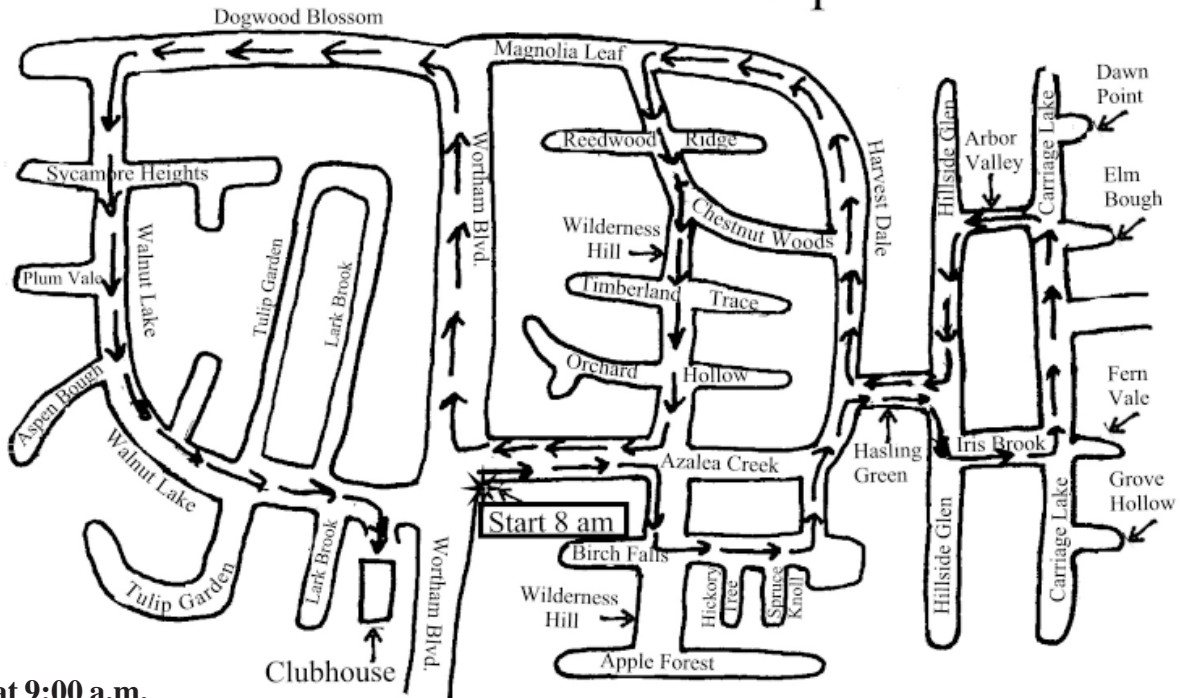 Dogwood Blossom
Magnolia Leaf
Dawn
Point
Reedwood Ridge
Hillside Glen
Arbor
Valley
Carriage Lake
Sycamore Heights
Wortham Blvd.
Harvest Dale
Elm
Bough
Chestnut Woods
Wilderness
Hill
Plum Vale
Walnut Lake
Tulip Garden
Lark Brook
Timberland Trace
Orchard Hollow
Fern
Vale
Aspen Bough
Walnut Lake
Azalea Creek
Hasling
Green
Iris Brook
Grove
Hollow
Start 8 am
Birch Falls
Tulip Garden
Lark Brook
Wortham Blvd.
Wilderness
Hill
Hickory
Tree
Spruce
Knoll
Hillside Glen
Carriage Lake
Clubhouse
Apple Forest
at 9:00 a.m.